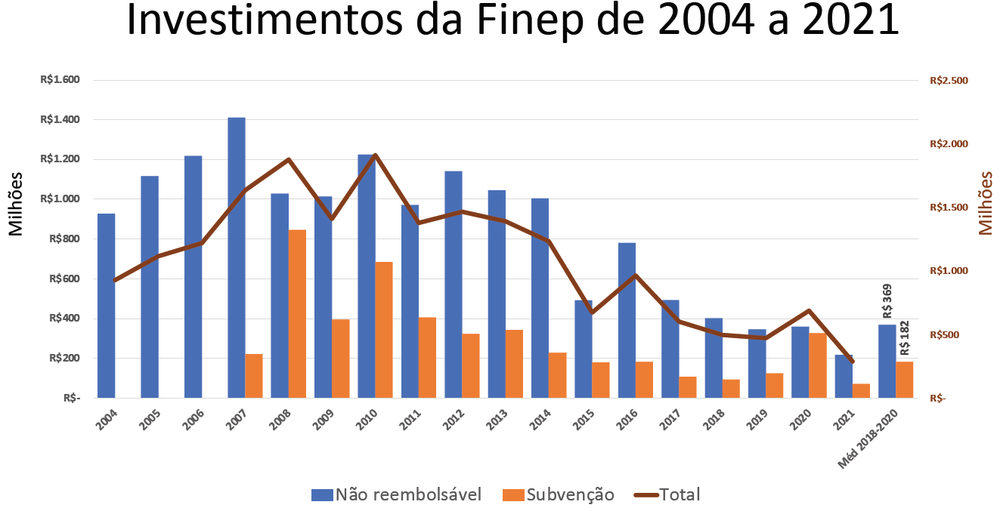 Investimentos da Finep de 2004 a 2021
R$1.600
R$1.400
R$1.200
R$1.000
R$800
R$600
R$400
R$200
R$-
Milhões
R$2.500
R$2.000
R$1.500
R$1.000
R$500
R$-
Milhões
R$ 369
R$ 182
2004
2005
2006
2007
2008
2009
2010
2011
2012
2013
2014
2015
2016
2017
2018
2019
2020
2021
Méd 2018-2020
Não reembolsável
Subvenção
Total